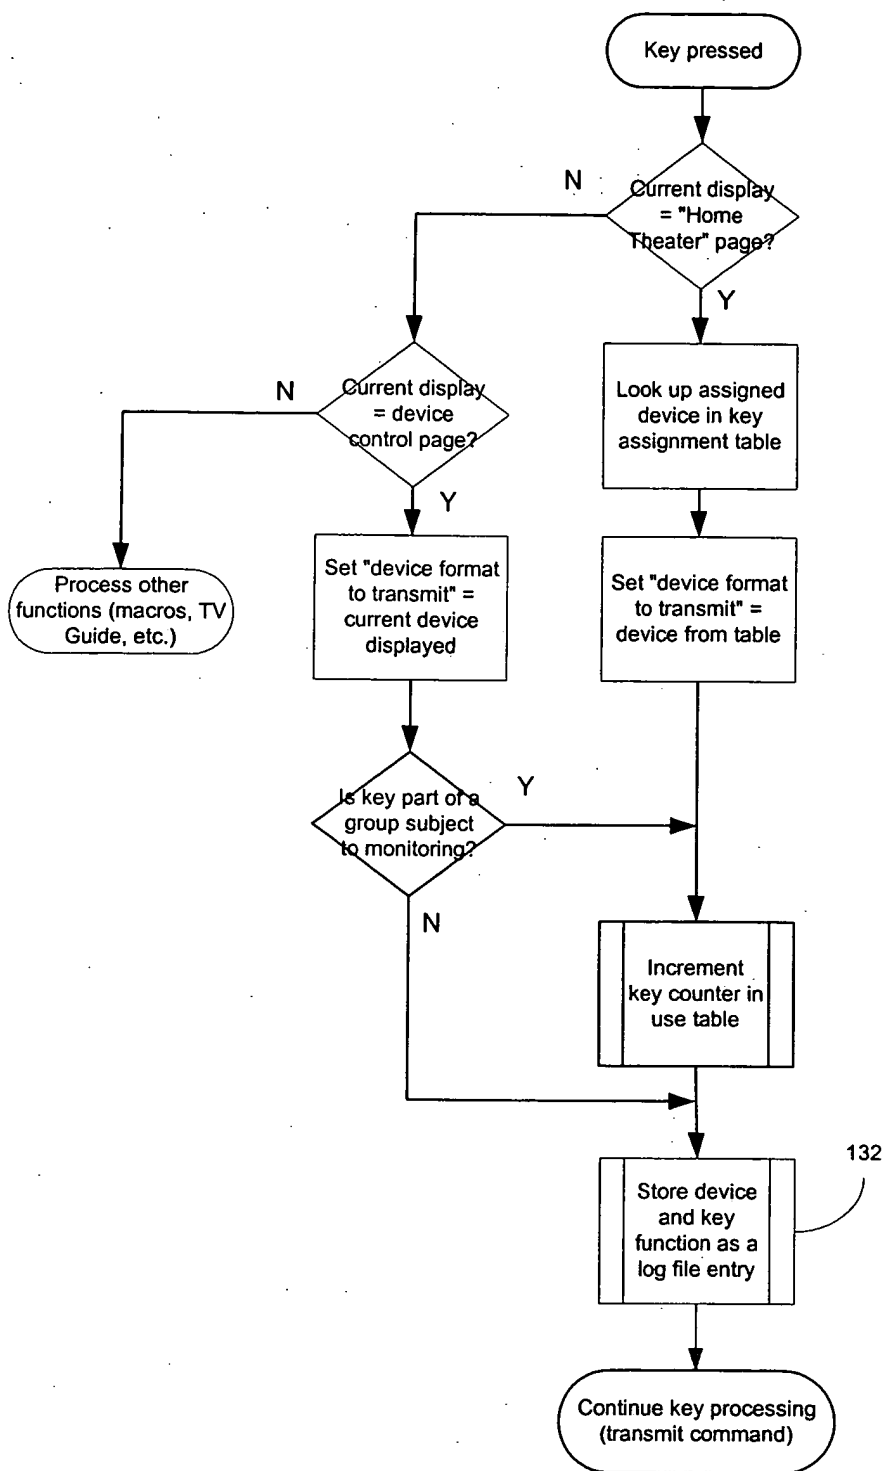 Key pressed
N
Current display
= "Home
Theater" page?
Y
N
Current display
= device
control page?
Look up assigned
device in key
assignment table
Y
Process other
functions (macros, TV
Guide, etc.)
Set "device format
to transmit" =
current device
displayed
Set "device format
to transmit" =
device from table
Is key part of a
group subject
to monitoring?
Y
N
Increment
key counter in
use table
132
Store device
and key
function as a
log file entry
Continue key processing
(transmit command)